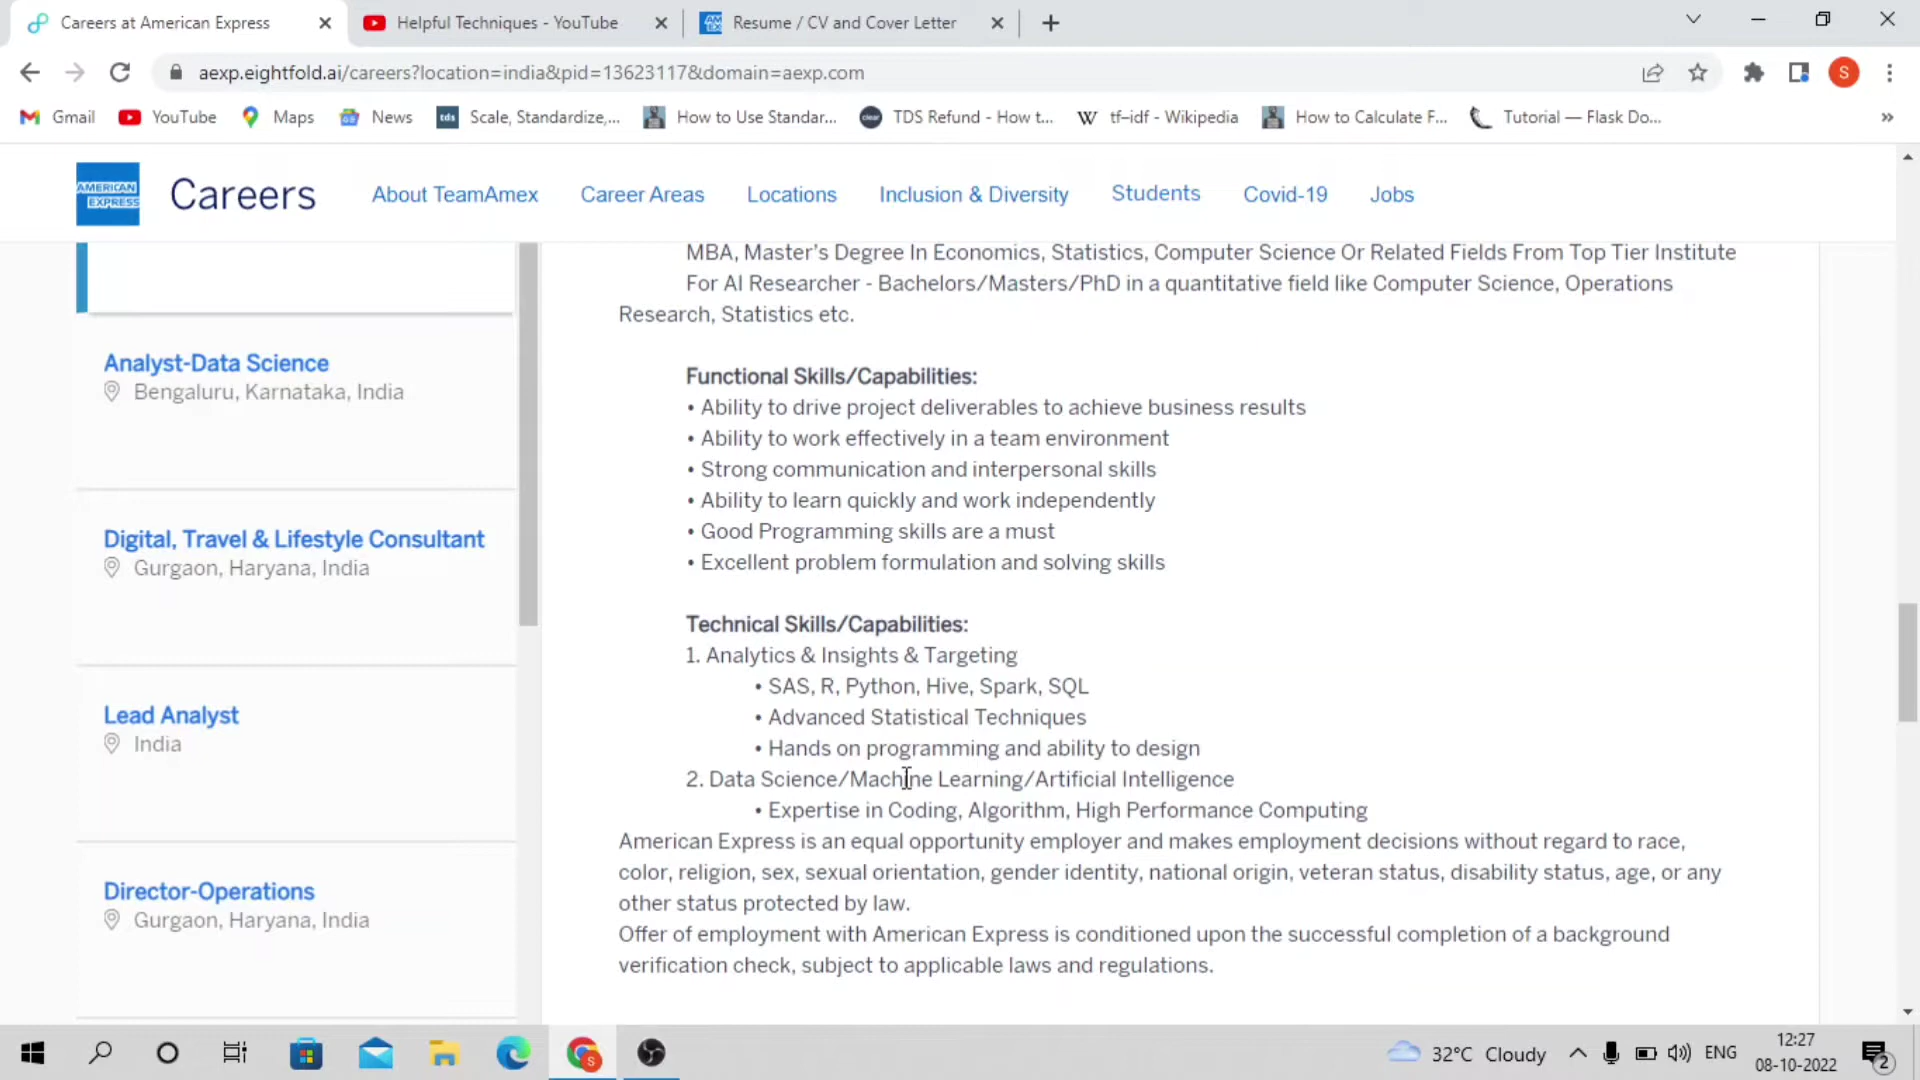 Careers at American Express
Helpful Techniques - YouTube
Resume / CV and Cover Letter
aexp.eightfold.ai/careers?location=india&pid=13623117&domain=aexp.com
S
Gmail
YouTube
Maps
News
tds
Scale, Standardize,...
How to Use Standar...
clear
TDS Refund - How t...
W
tf–idf - Wikipedia
How to Calculate F...
Tutorial — Flask Do...
»
AMERICAN
EXPRESS
Careers
About TeamAmex
Career Areas
Locations
Inclusion & Diversity
Students
Covid-19
Jobs
Analyst-Data Science
Bengaluru, Karnataka, India
Digital, Travel & Lifestyle Consultant
Gurgaon, Haryana, India
Lead Analyst
India
Director-Operations
Gurgaon, Haryana, India
MBA, Master's Degree In Economics, Statistics, Computer Science Or Related Fields From Top Tier Institute
For AI Researcher - Bachelors/Masters/PhD in a quantitative field like Computer Science, Operations
Research, Statistics etc.
Functional Skills/Capabilities:
• Ability to drive project deliverables to achieve business results
• Ability to work effectively in a team environment
• Strong communication and interpersonal skills
• Ability to learn quickly and work independently
• Good Programming skills are a must
• Excellent problem formulation and solving skills
Technical Skills/Capabilities:
1. Analytics & Insights & Targeting
• SAS, R, Python, Hive, Spark, SQL
• Advanced Statistical Techniques
• Hands on programming and ability to design
2. Data Science/Machine Learning/Artificial Intelligence
• Expertise in Coding, Algorithm, High Performance Computing
American Express is an equal opportunity employer and makes employment decisions without regard to race,
color, religion, sex, sexual orientation, gender identity, national origin, veteran status, disability status, age, or any
other status protected by law.
Offer of employment with American Express is conditioned upon the successful completion of a background
verification check, subject to applicable laws and regulations.
S
32°C Cloudy
ENG
12:27
08-10-2022
2